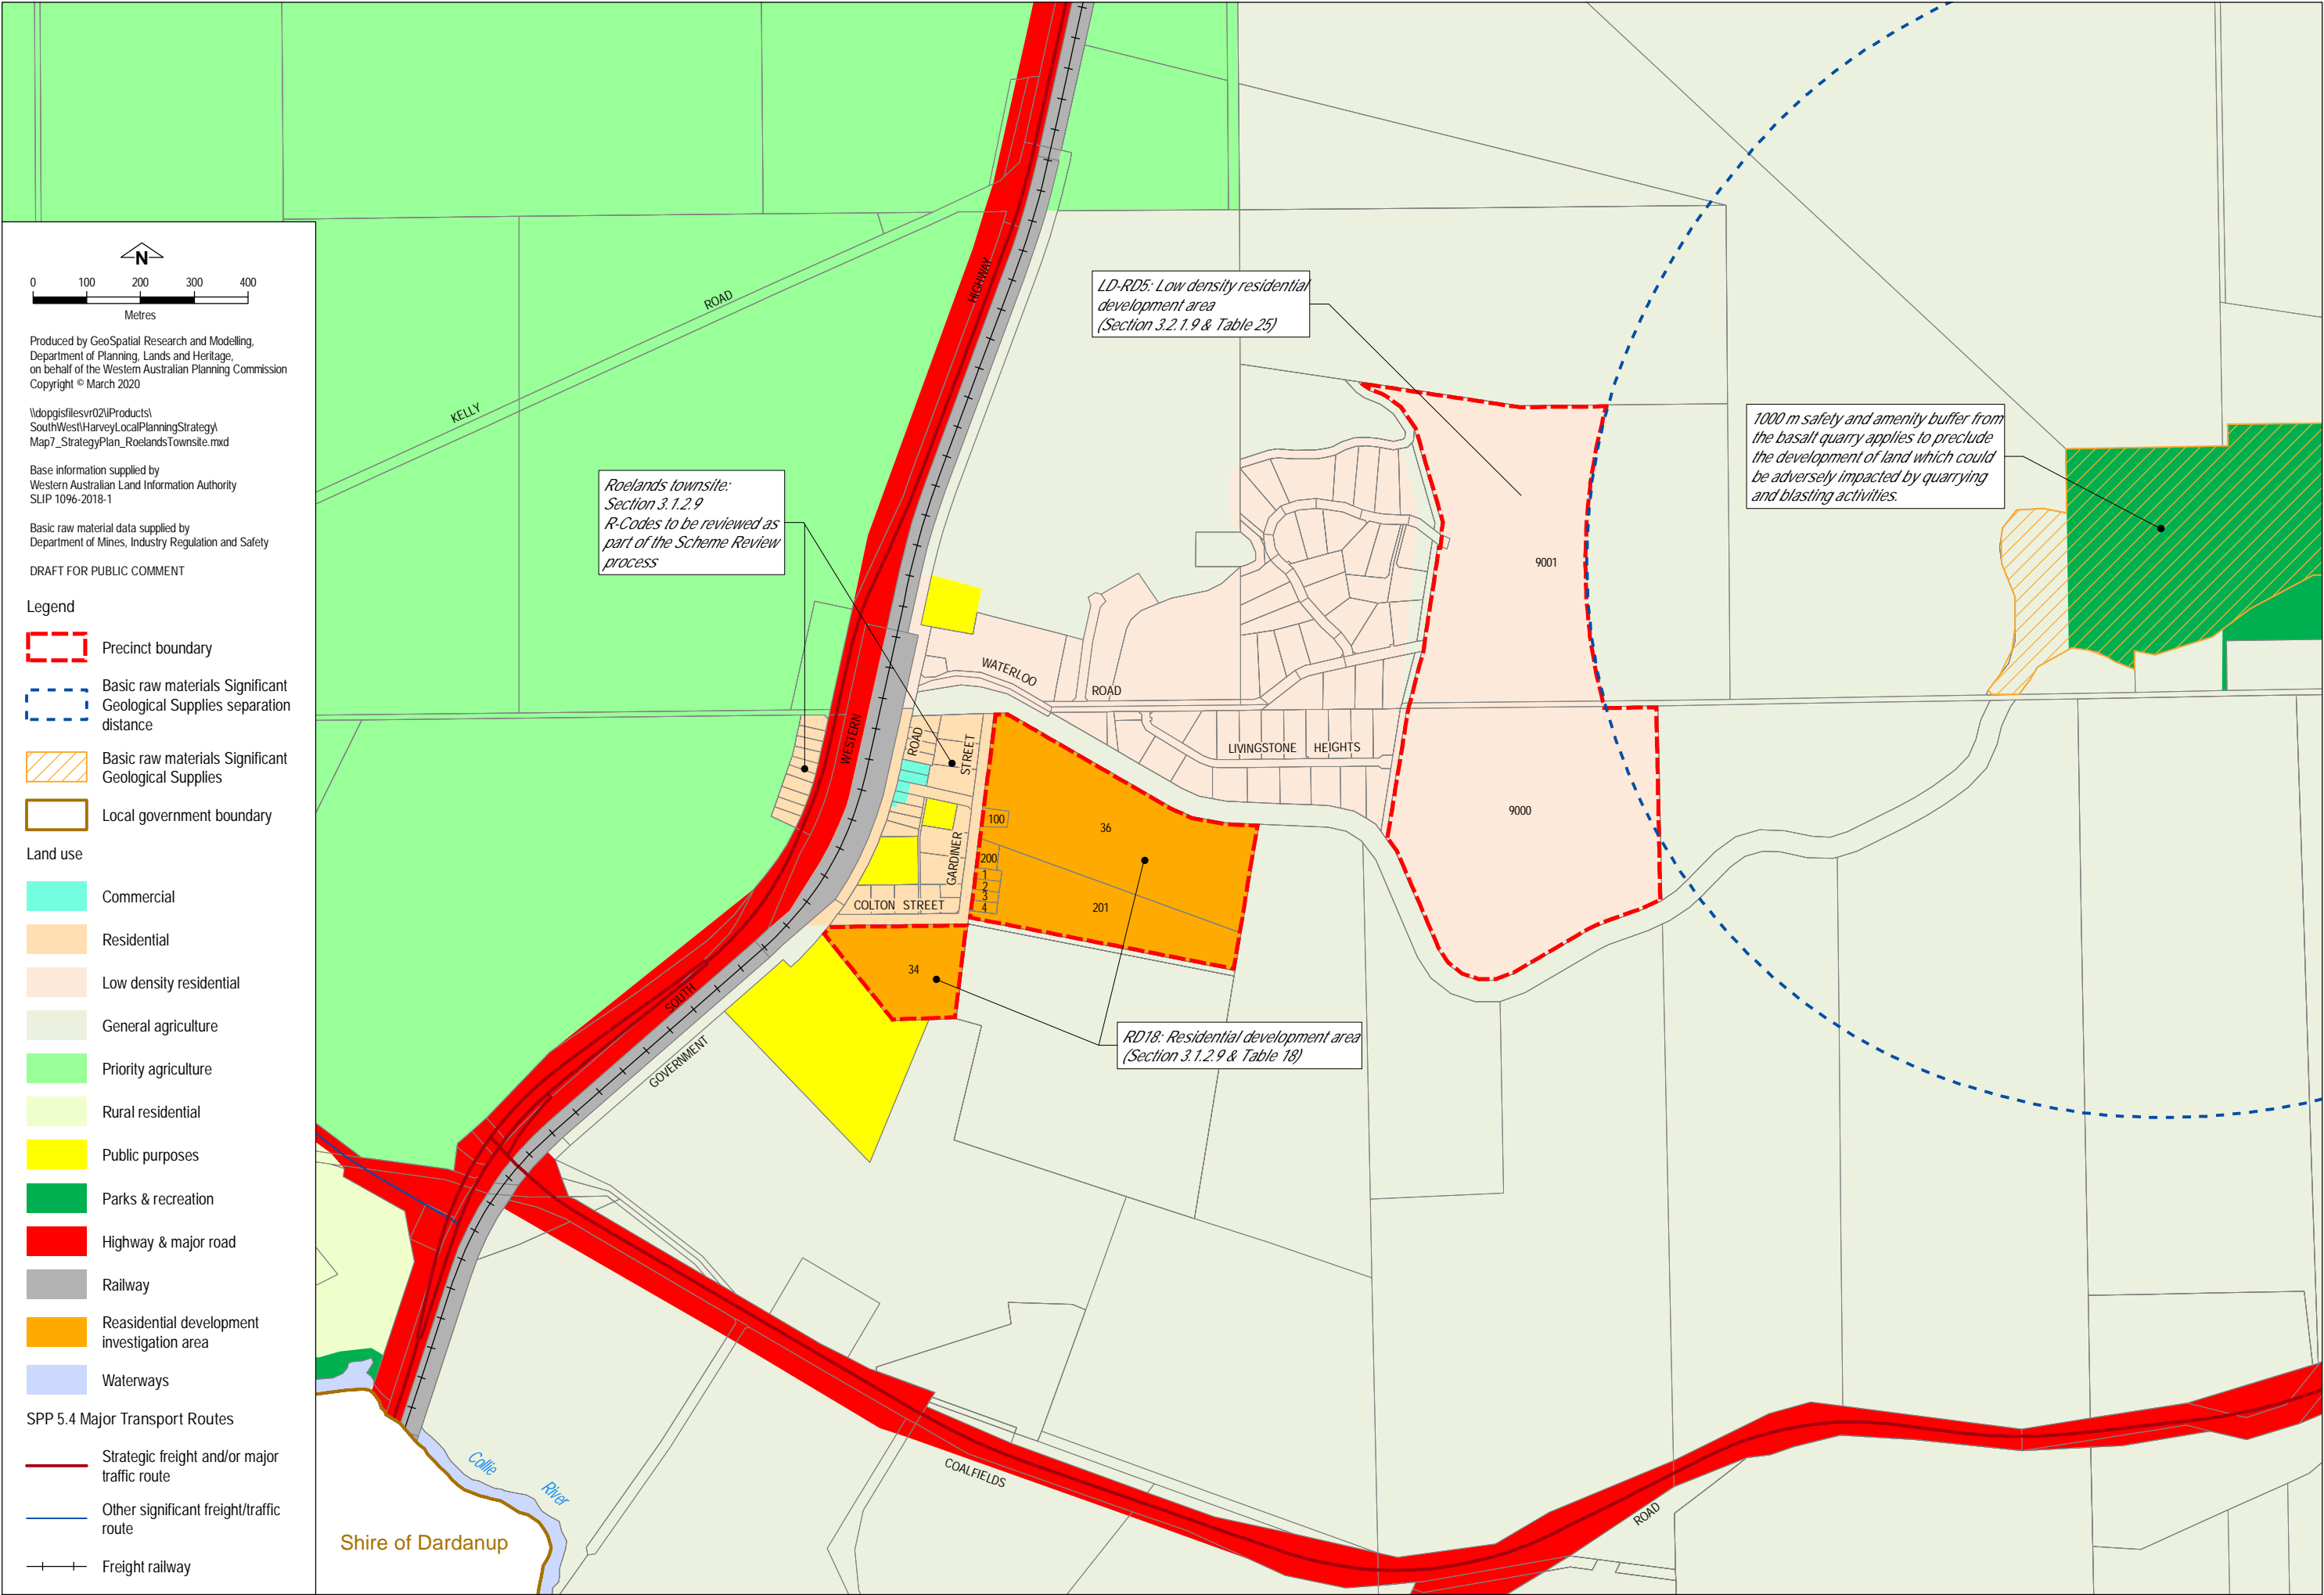 N
0 100 200 300 400
Metres
Produced by GeoSpatial Research and Modelling,
Department of Planning, Lands and Heritage,
on behalf of the Western Australian Planning Commission
Copyright © March 2020
\\dopgisfilesvr02\iProducts\
SouthWest\HarveyLocalPlanningStrategy\
Map7_StrategyPlan_RoelandsTownsite.mxd
Base information supplied by
Western Australian Land Information Authority
SLIP 1096-2018-1
Basic raw material data supplied by
Department of Mines, Industry Regulation and Safety
DRAFT FOR PUBLIC COMMENT
Legend
Precinct boundary
Basic raw materials Significant
Geological Supplies separation
distance
Basic raw materials Significant
Geological Supplies
Local government boundary
Land use
Commercial
Residential
Low density residential
General agriculture
Priority agriculture
Rural residential
Public purposes
Parks & recreation
Highway & major road
Railway
Reasidential development
investigation area
Waterways
SPP 5.4 Major Transport Routes
Strategic freight and/or major
traffic route
Other significant freight/traffic
route
Freight railway
KELLY
ROAD
HIGHWAY
LD-RD5: Low density residential
development area
(Section 3.2.1.9 & Table 25)
1000 m safety and amenity buffer from
the basalt quarry applies to preclude
the development of land which could
be adversely impacted by quarrying
and blasting activities.
Roelands townsite:
Section 3.1.2.9
R-Codes to be reviewed as
part of the Scheme Review
process
9001
WATERLOO
ROAD
WESTERN
ROAD
STREET
LIVINGSTONE HEIGHTS
9000
100
36
GARDINER
200
1
2
3
4
201
COLTON STREET
34
SOUTH
GOVERNMENT
RD18: Residential development area
(Section 3.1.2.9 & Table 18)
COALFIELDS
ROAD
Collie
River
Shire of Dardanup